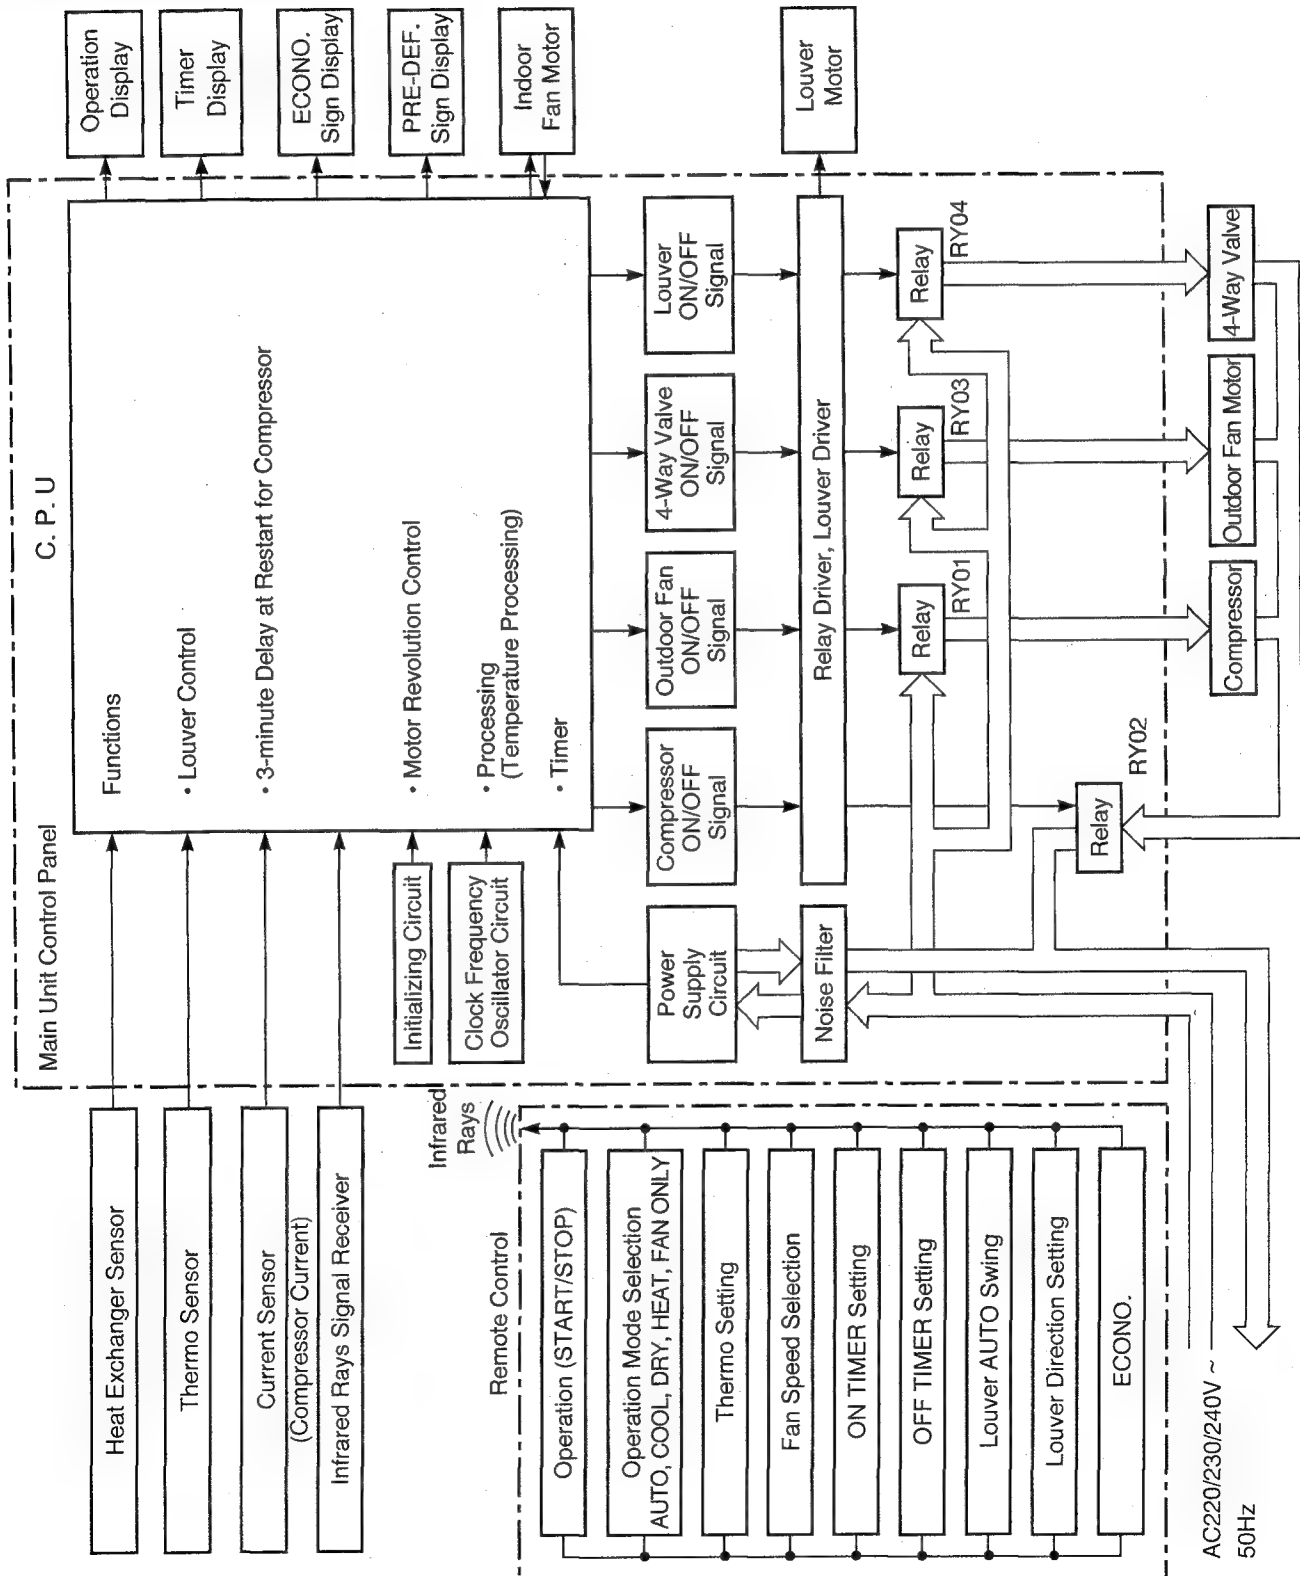 Main Unit Control Panel
C. P. U
Heat Exchanger Sensor
Thermo Sensor
Current Sensor
(Compressor Current)
Infrared Rays Signal Receiver
Functions
• Louver Control
• 3-minute Delay at Restart for Compressor
• Motor Revolution Control
• Processing
(Temperature Processing)
• Timer
Initializing Circuit
Clock Frequency
Oscillator Circuit
Operation
Display
Timer
Display
ECONO.
Sign Display
PRE-DEF.
Sign Display
Indoor
Fan Motor
Louver
Motor
Power
Supply
Circuit
Compressor
ON/OFF
Signal
Outdoor Fan
ON/OFF
Signal
4-Way Valve
ON/OFF
Signal
Louver
ON/OFF
Signal
Noise Filter
Relay Driver, Louver Driver
Relay
RY01
Relay
RY03
Relay
RY04
Relay
RY02
Compressor
Outdoor Fan Motor
4-Way Valve
Remote Control
Infrared
Rays
Operation (START/STOP)
Operation Mode Selection
AUTO, COOL, DRY, HEAT, FAN ONLY
Thermo Setting
Fan Speed Selection
ON TIMER Setting
OFF TIMER Setting
Louver AUTO Swing
Louver Direction Setting
ECONO.
AC220/230/240V ~
50Hz